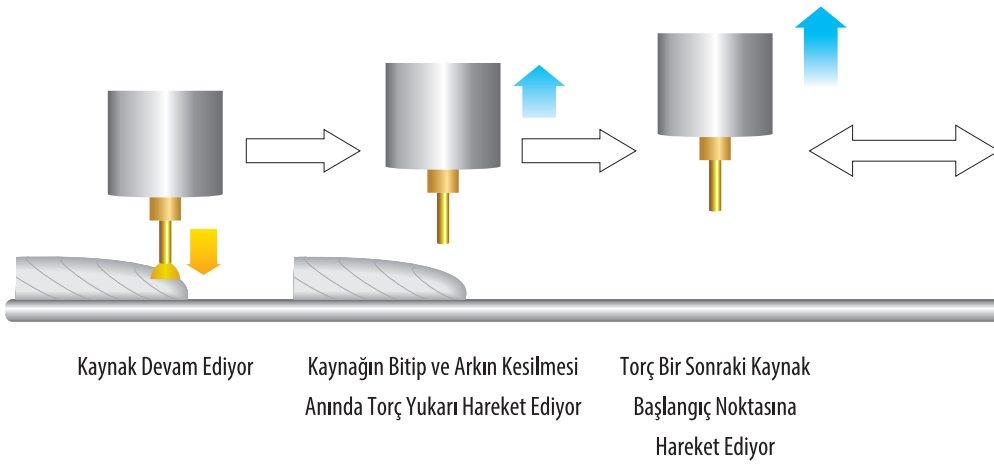 Kaynak Devam Ediyor
Kaynağın Bitip ve Arkın Kesilmesi
Anında Torç Yukarı Hareket Ediyor
Torç Bir Sonraki Kaynak
Başlangıç Noktasına
Hareket Ediyor